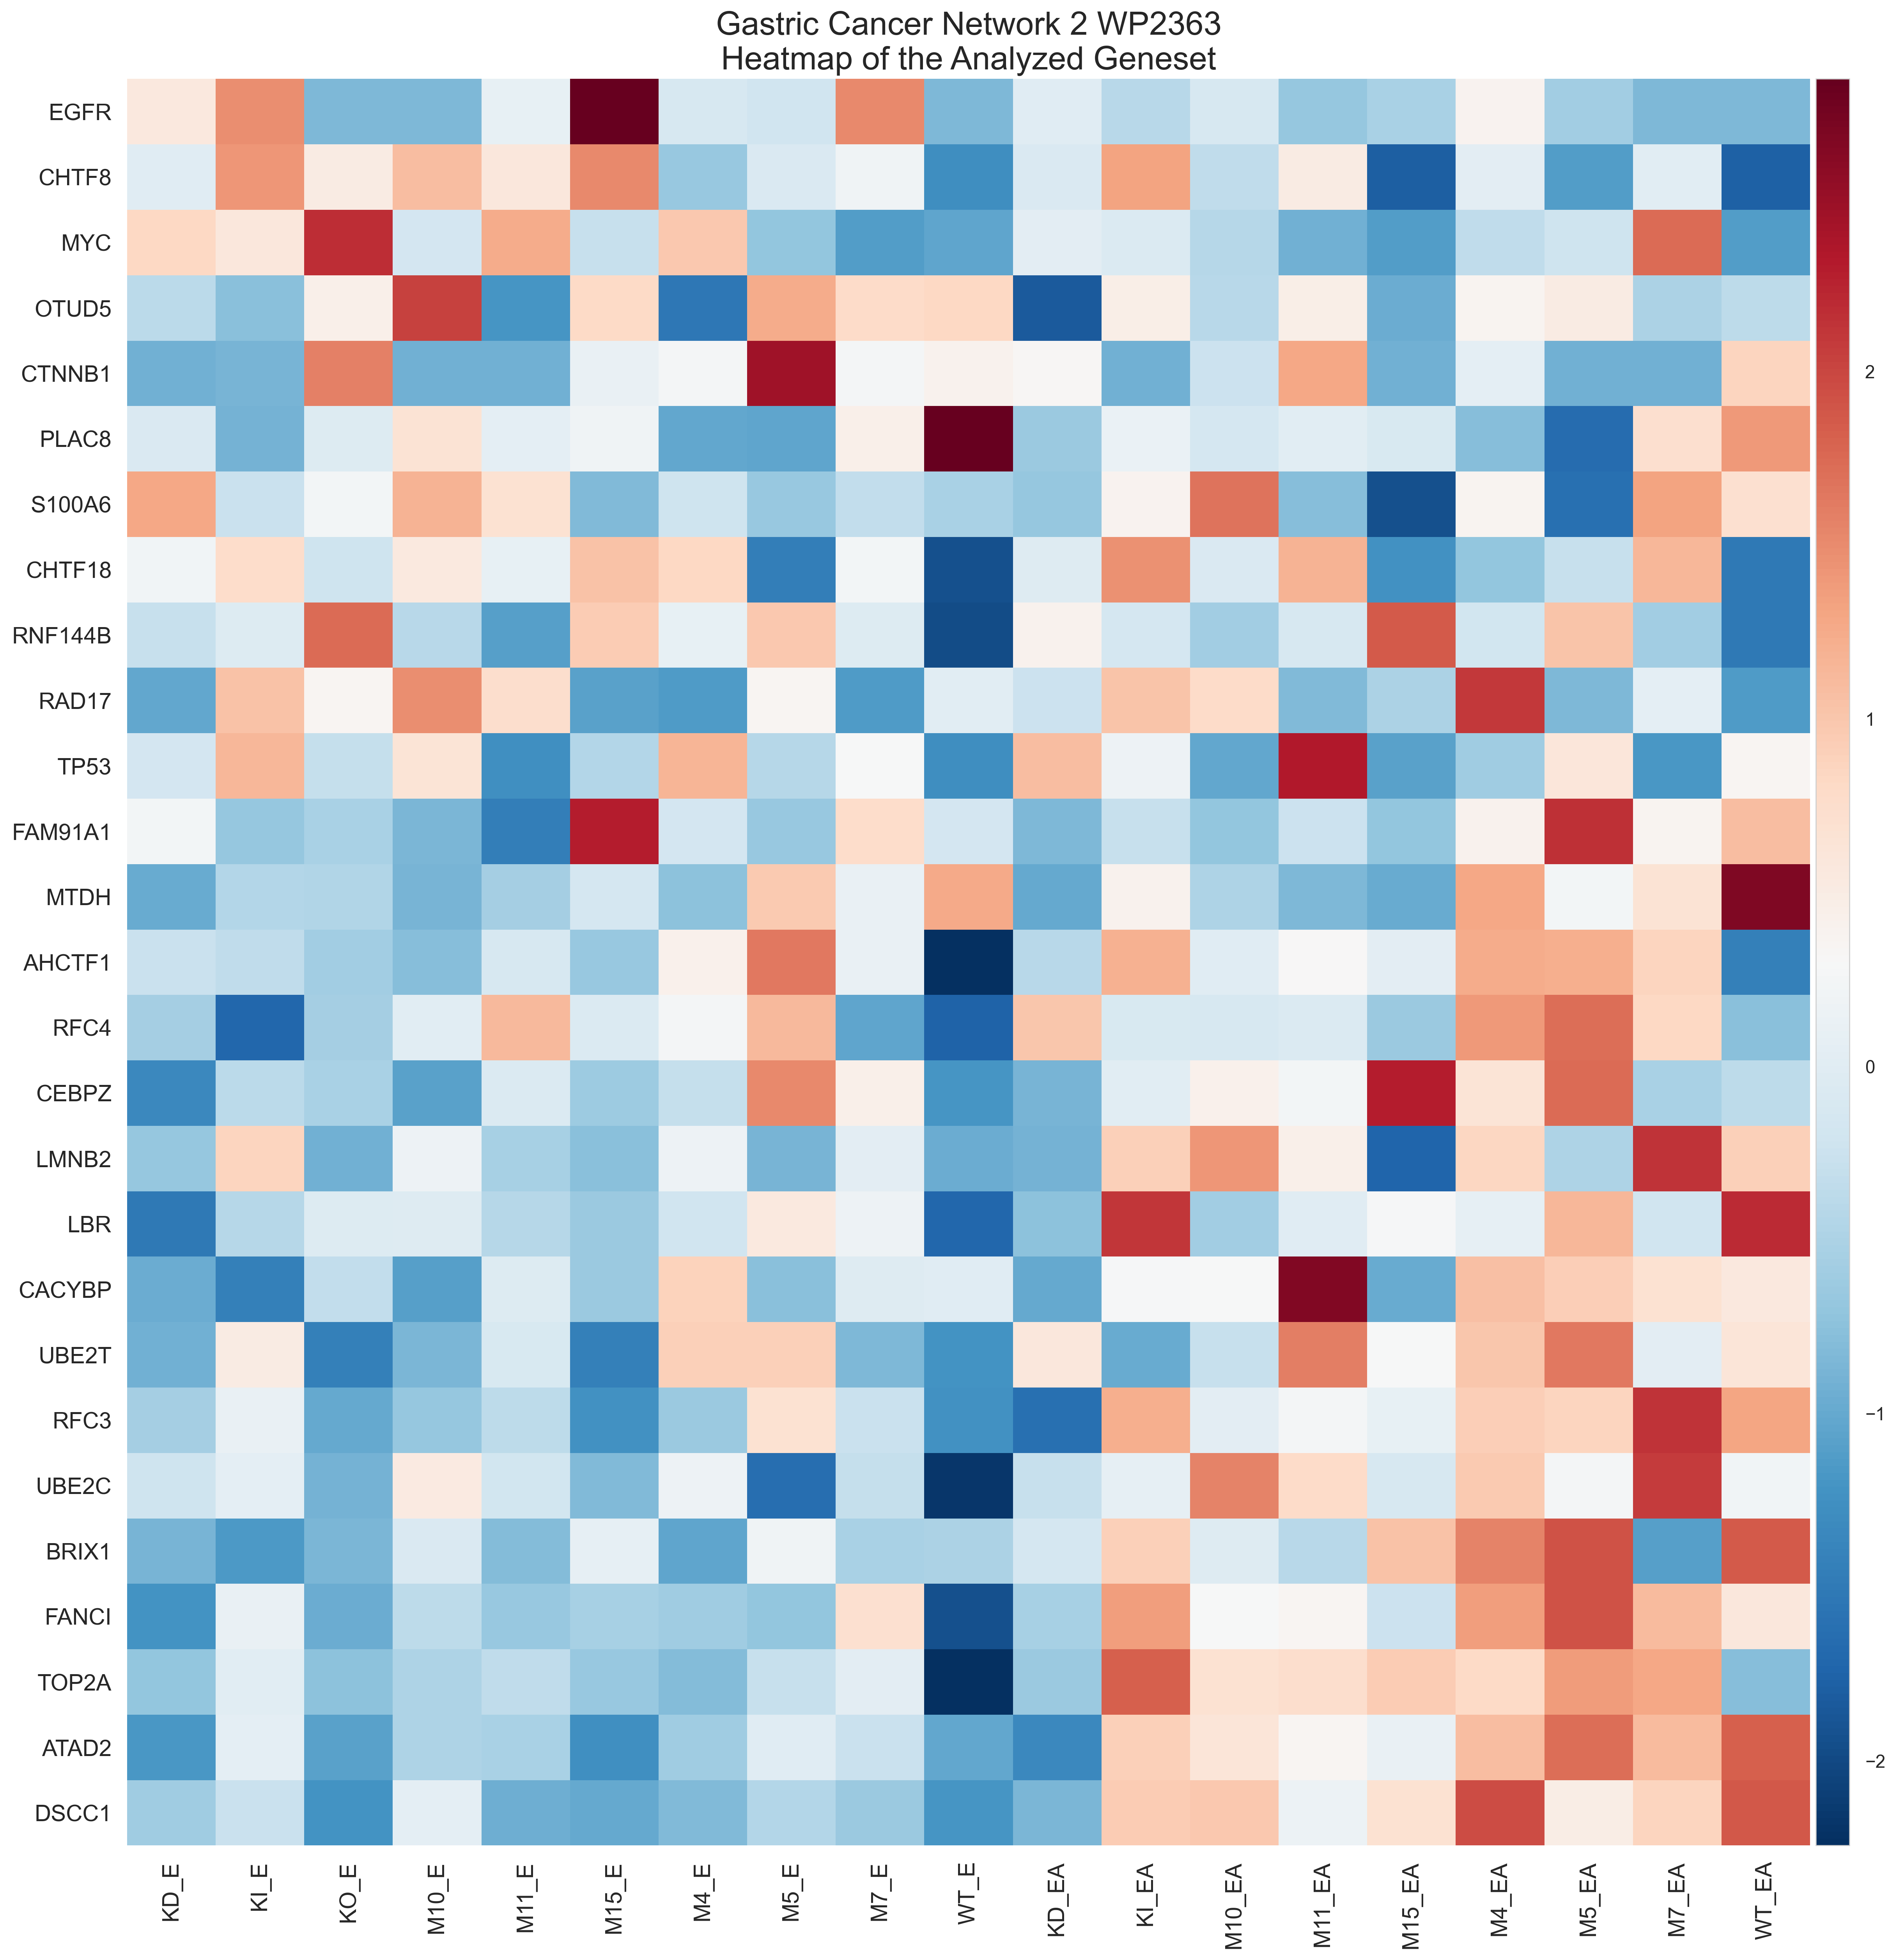 Gastric Cancer Network 2 WP2363
Heatmap of the Analyzed Geneset
EGFR
CHTF8
MYC
OTUD5
CTNNB1
PLAC8
S100A6
CHTF18
RNF144B
RAD17
TP53
FAM91A1
MTDH
AHCTF1
RFC4
CEBPZ
LMNB2
LBR
CACYBP
UBE2T
RFC3
UBE2C
BRIX1
FANCI
TOP2A
ATAD2
DSCC1
2
1
0
−1
−2
KD_E
KI_E
KO_E
M10_E
M11_E
M15_E
M4_E
M5_E
M7_E
WT_E
KD_EA
KI_EA
M10_EA
M11_EA
M15_EA
M4_EA
M5_EA
M7_EA
WT_EA